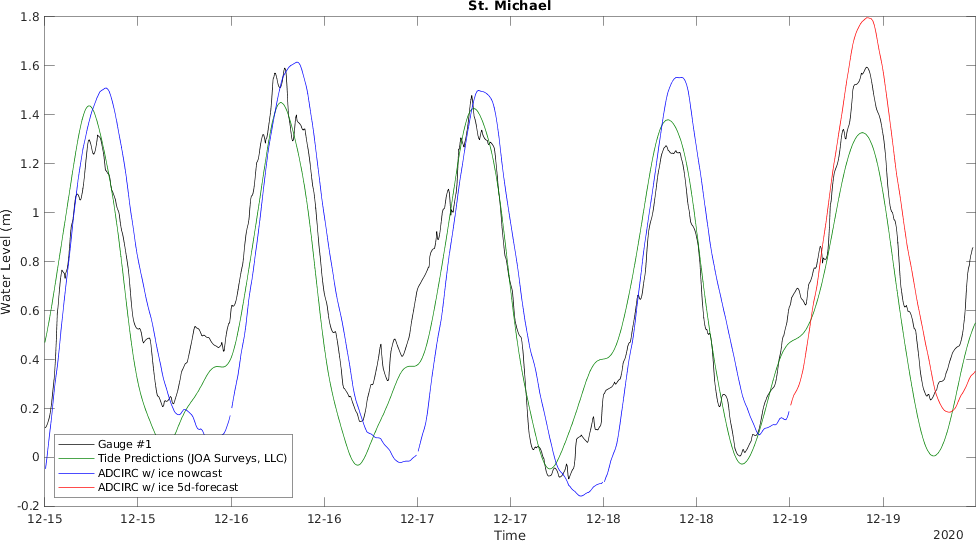 St. Michael
1.8
1.6
1.4
1.2
1
0.8
0.6
0.4
0.2
0
-0.2
Water Level (m)
Gauge #1
Tide Predictions (JOA Surveys, LLC)
ADCIRC w/ ice nowcast
ADCIRC w/ ice 5d-forecast
12-15 12-15 12-16 12-16 12-17 12-17 12-18 12-18 12-19 12-19
Time
2020